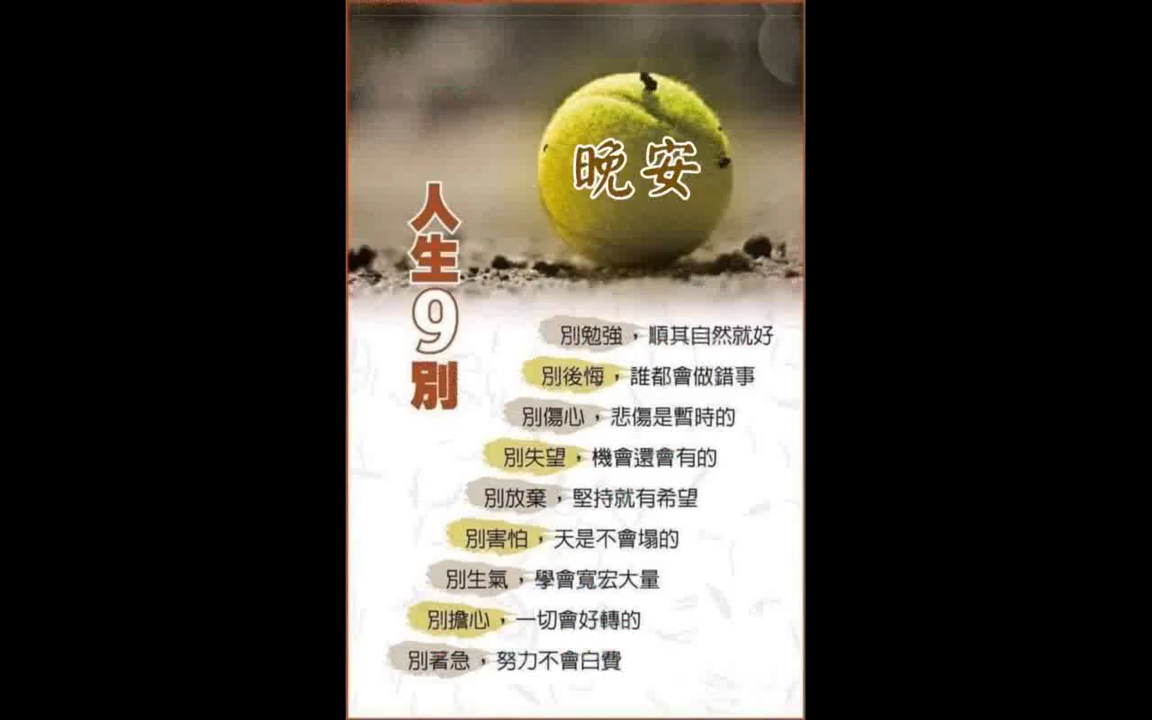 晚安
人生9別
別勉強，順其自然就好
別後悔，誰都會做錯事
別傷心，悲傷是暫時的
別失望，機會還會有的
別放棄，堅持就有希望
別害怕，天是不會塌的
別生氣，學會寬宏大量
別擔心，一切會好轉的
別著急，努力不會白費